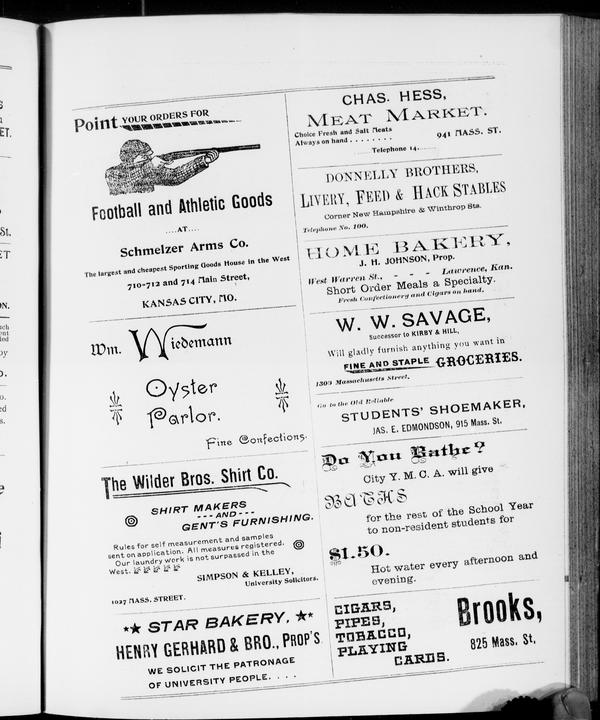 Point YOUR ORDERS FOR
Football and Athletic Goods
....AT....
Schmelzer Arms Co.
The largest and cheapest Sporting Goods House in the West
710-712 and 714 Main Street,
KANSAS CITY, MO.
Wm. Wiedemann
Oyster
Parlor.
Fine Confections.
The Wilder Bros. Shirt Co.
SHIRT MAKERS
---AND---
GENT'S FURNISHING.
Rules for self measurement and samples
sent on application. All measures registered.
Our laundry work is not surpassed in the
West.
SIMPSON & KELLEY,
University Solicitors.
1027 MASS. STREET.
STAR BAKERY,
HENRY GERHARD & BRO., PROP'S
WE SOLICIT THE PATRONAGE
OF UNIVERSITY PEOPLE. . . .
CHAS. HESS,
MEAT MARKET.
Choice Fresh and Salt Meats
Always on hand . . . . . . . .
941 MASS. ST.
Telephone 14.
DONNELLY BROTHERS,
LIVERY, FEED & HACK STABLES
Corner New Hampshire & Winthrop Sts.
Telephone No. 100.
HOME BAKERY,
J. H. JOHNSON, Prop.
West Warren St., - - - Lawrence, Kan.
Short Order Meals a Specialty.
Fresh Confectionery and Cigars on hand.
W. W. SAVAGE,
Successor to KIRBY & HILL,
Will gladly furnish anything you want in
FINE AND STAPLE GROCERIES.
1309 Massachusetts Street.
Go to the Old Reliable
STUDENTS' SHOEMAKER,
JAS. E. EDMONDSON, 915 Mass. St.
Do You Bathe?
City Y. M. C. A. will give
BATHS
for the rest of the School Year
to non-resident students for
$1.50.
Hot water every afternoon and
evening.
CIGARS,
PIPES,
TOBACCO,
PLAYING
CARDS.
Brooks,
825 Mass. St,